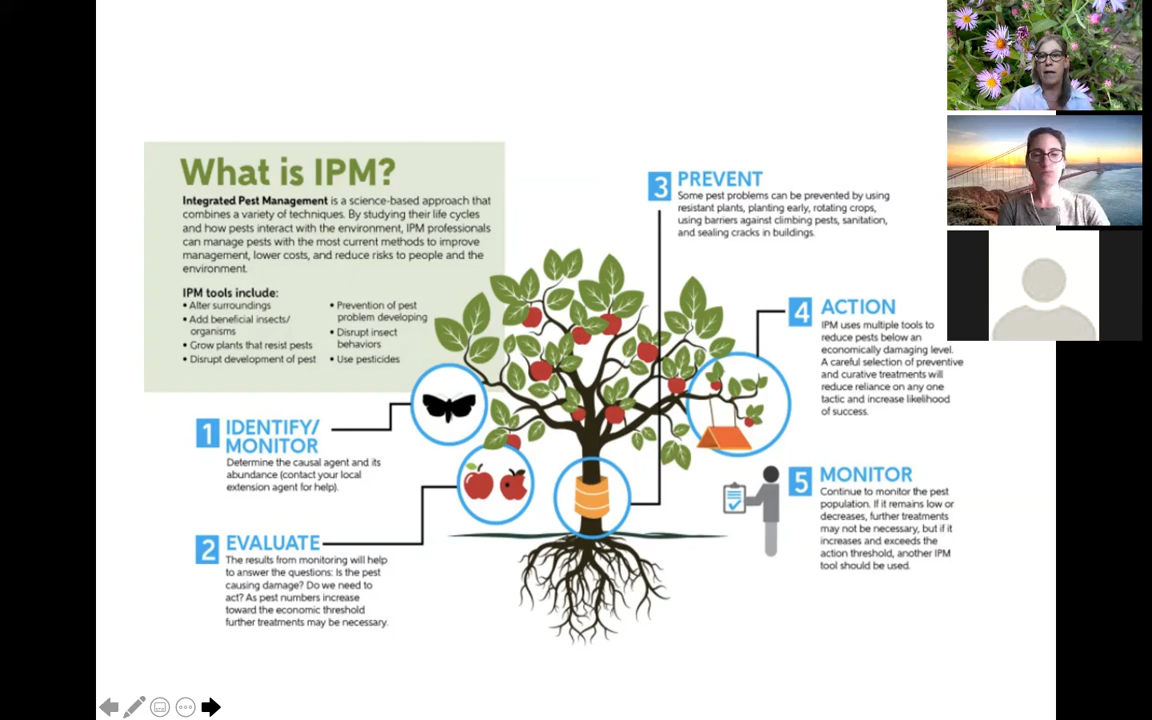 What is IPM?
Integrated Pest Management is a science-based approach that
combines a variety of techniques. By studying their life cycles
and how pests interact with the environment, IPM professionals
can manage pests with the most current methods to improve
management, lower costs, and reduce risks to people and the
environment.
IPM tools include:
• Alter surroundings
• Add beneficial insects/
organisms
• Grow plants that resist pests
• Disrupt development of pest
• Prevention of pest
problem developing
• Disrupt insect
behaviors
• Use pesticides
1 IDENTIFY/
MONITOR
Determine the causal agent and its
abundance (contact your local
extension agent for help).
2 EVALUATE
The results from monitoring will help
to answer the questions: Is the pest
causing damage? Do we need to
act? As pest numbers increase
toward the economic threshold
further treatments may be necessary.
3 PREVENT
Some pest problems can be prevented by using
resistant plants, planting early, rotating crops,
using barriers against climbing pests, sanitation,
and sealing cracks in buildings.
4 ACTION
IPM uses multiple tools to
reduce pests below an
economically damaging level.
A careful selection of preventive
and curative treatments will
reduce reliance on any one
tactic and increase likelihood
of success.
5 MONITOR
Continue to monitor the pest
population. If it remains low or
decreases, further treatments
may not be necessary, but if it
increases and exceeds the
action threshold, another IPM
tool should be used.